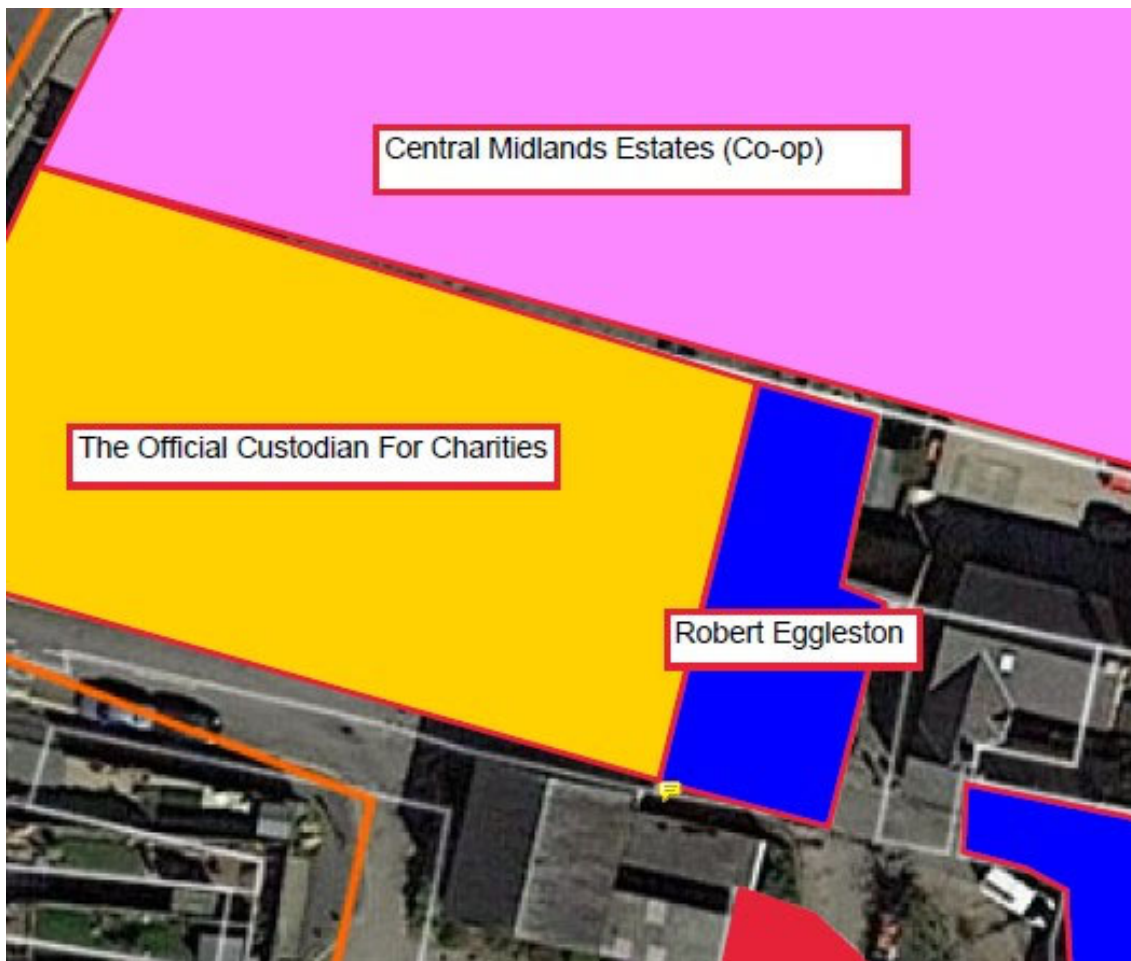 Central Midlands Estates (Co-op)
The Official Custodian For Charities
Robert Eggleston